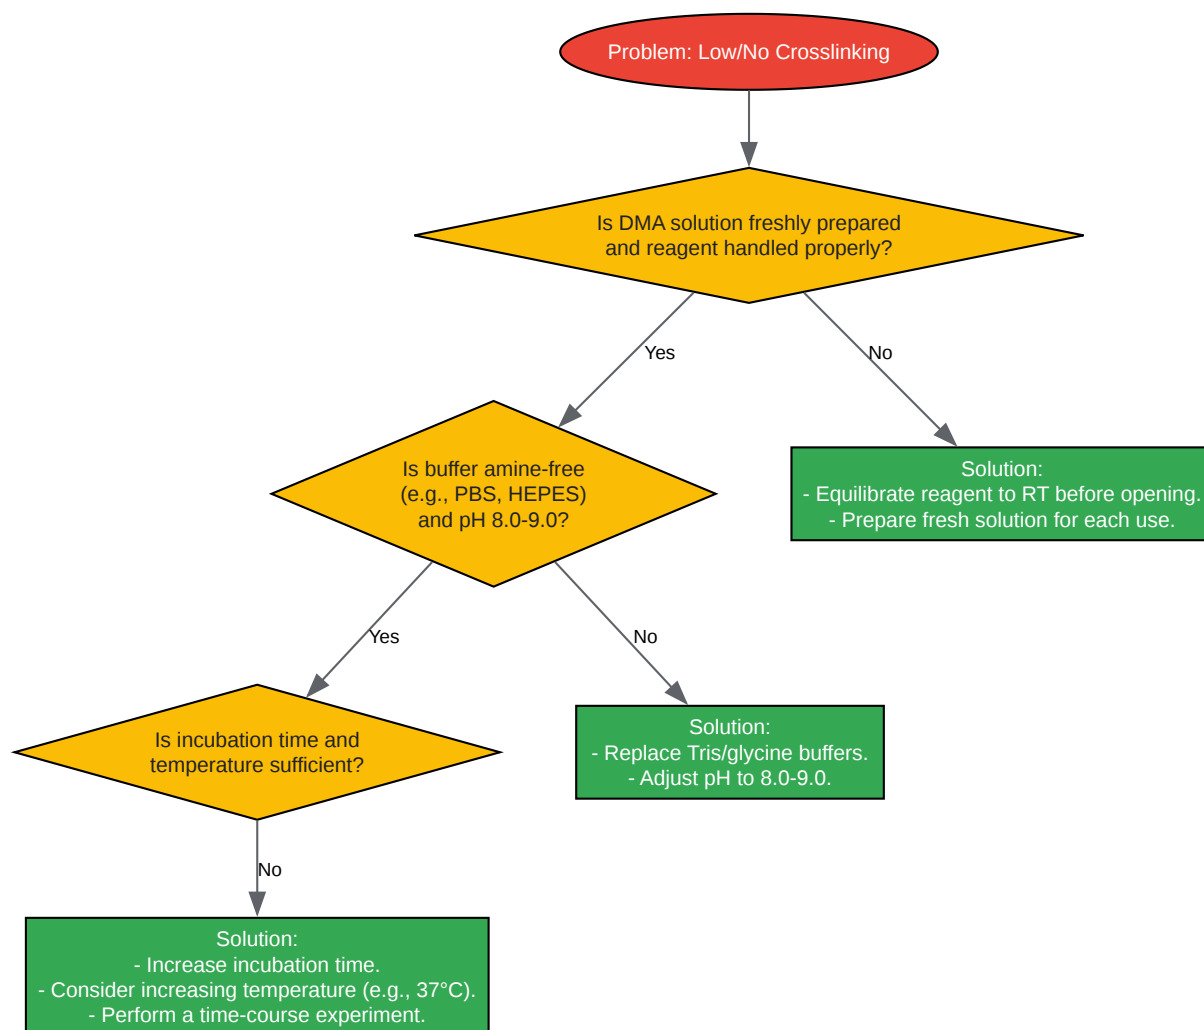 Problem: Low/No Crosslinking
Is DMA solution freshly prepared
and reagent handled properly?
Yes
No
Is buffer amine-free
(e.g., PBS, HEPES)
and pH 8.0-9.0?
Solution:
- Equilibrate reagent to RT before opening.
- Prepare fresh solution for each use.
Yes
No
Is incubation time and
temperature sufficient?
Solution:
- Replace Tris/glycine buffers.
- Adjust pH to 8.0-9.0.
No
Solution:
- Increase incubation time.
- Consider increasing temperature (e.g., 37°C).
- Perform a time-course experiment.